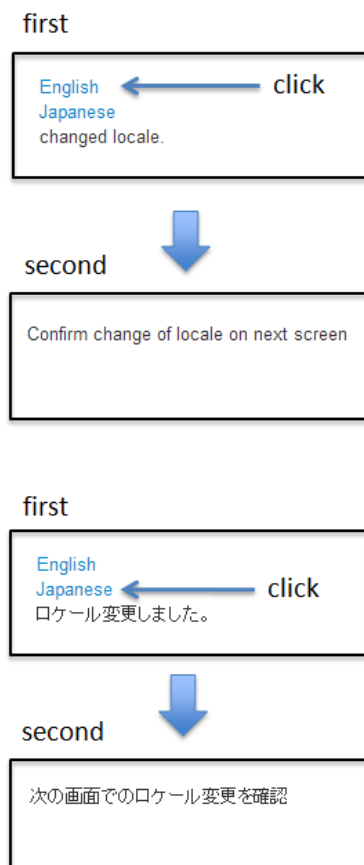 first
English click
Japanese
changed locale.
second
Confirm change of locale on next screen
first
English
Japanese click
ロケール変更しました。
second
次の画面でのロケール変更を確認